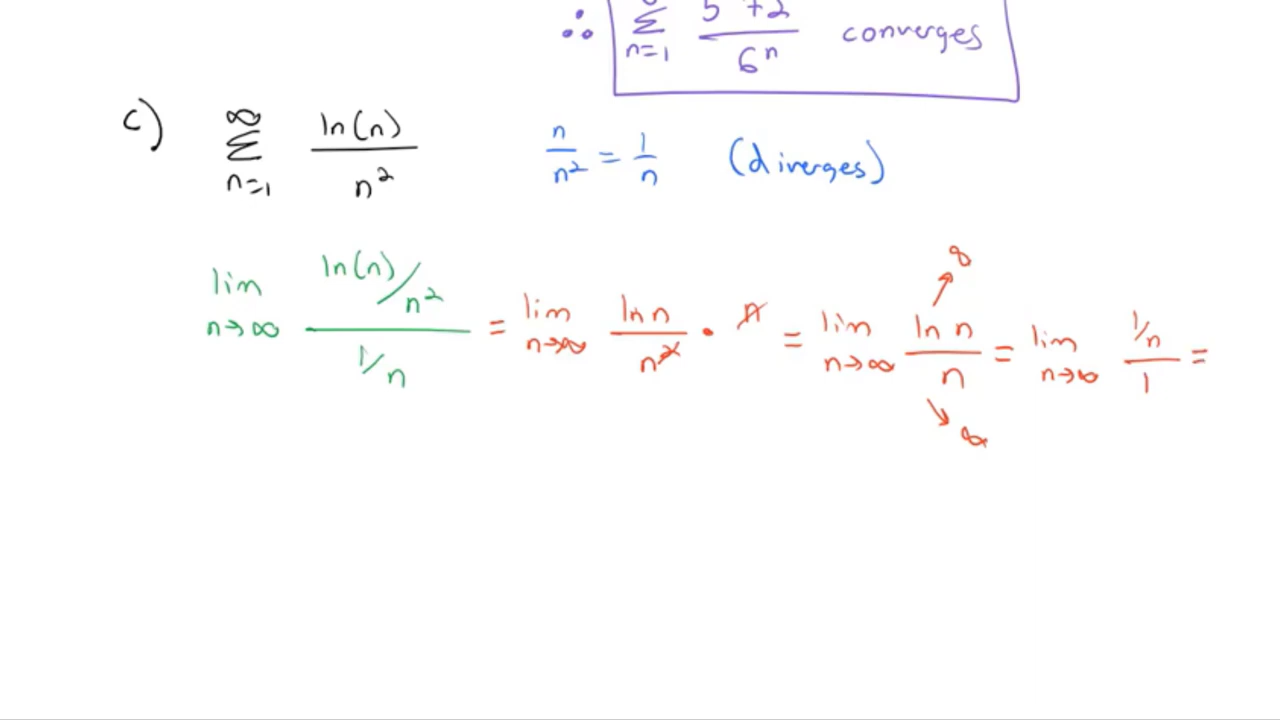 ∴ ∑ n=1 5 +2 / 6ⁿ converges
c) ∞ ∑ n=1 ln(n) / n² n/n² = 1/n (diverges)
lim n→∞ ln(n)/n² / 1/n = lim n→∞ ln n / n² • n = lim n→∞ ln n / n = lim n→∞ 1/n / 1 =
↗ ∞
↘ ∞